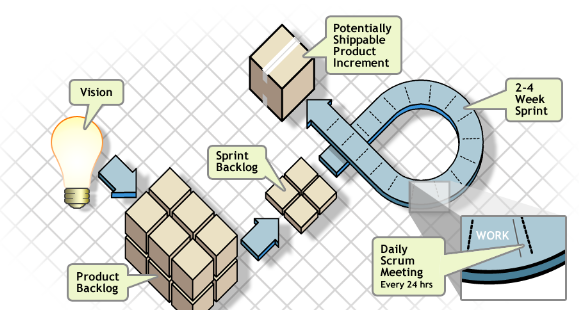 Potentially
Shippable
Product
Increment
Vision
2-4
Week
Sprint
Sprint
Backlog
WORK
Daily
Scrum
Meeting
Every 24 hrs
Product
Backlog